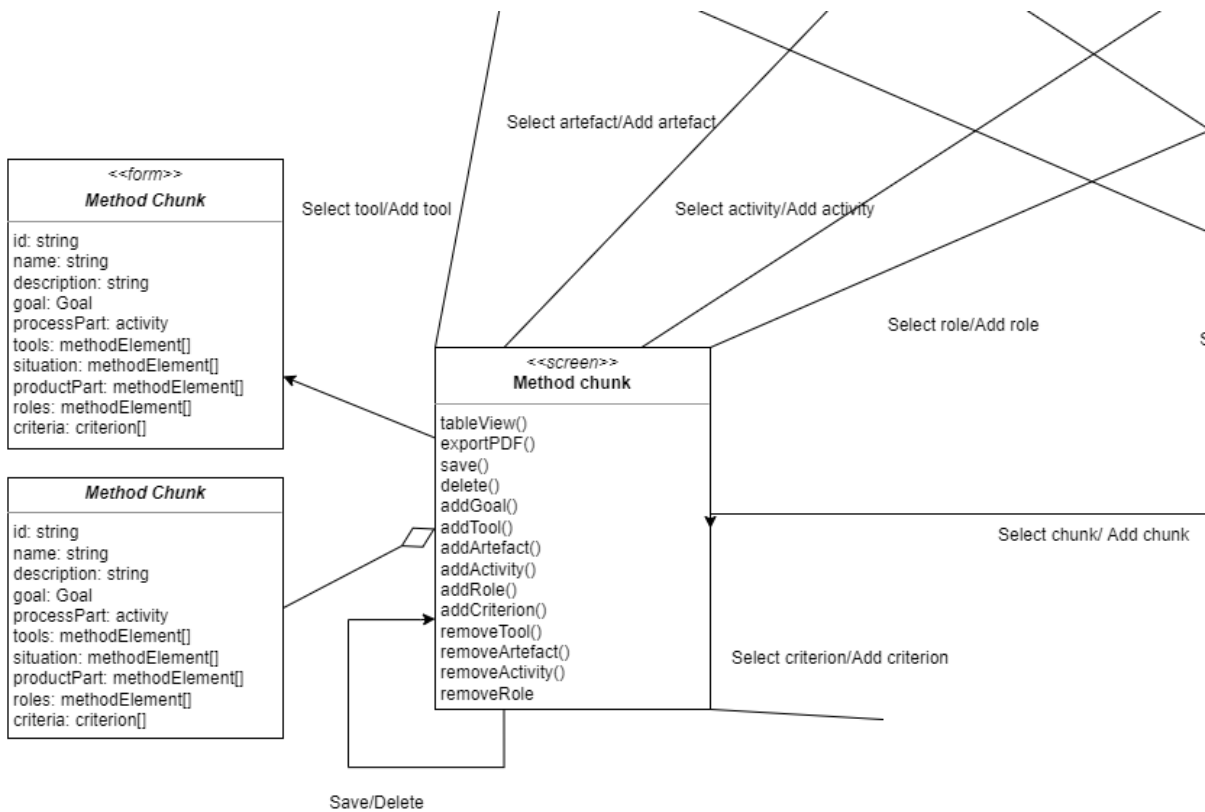 Select artefact/Add artefact
<<form>>
Method Chunk
id: string
name: string
description: string
goal: Goal
processPart: activity
tools: methodElement[]
situation: methodElement[]
productPart: methodElement[]
roles: methodElement[]
criteria: criterion[]
Select tool/Add tool
Select activity/Add activity
Select role/Add role
S
<<screen>>
Method chunk
tableView()
exportPDF()
save()
delete()
addGoal()
addTool()
addArtefact()
addActivity()
addRole()
addCriterion()
removeTool()
removeArtefact()
removeActivity()
removeRole
Method Chunk
id: string
name: string
description: string
goal: Goal
processPart: activity
tools: methodElement[]
situation: methodElement[]
productPart: methodElement[]
roles: methodElement[]
criteria: criterion[]
Select chunk/ Add chunk
Select criterion/Add criterion
Save/Delete